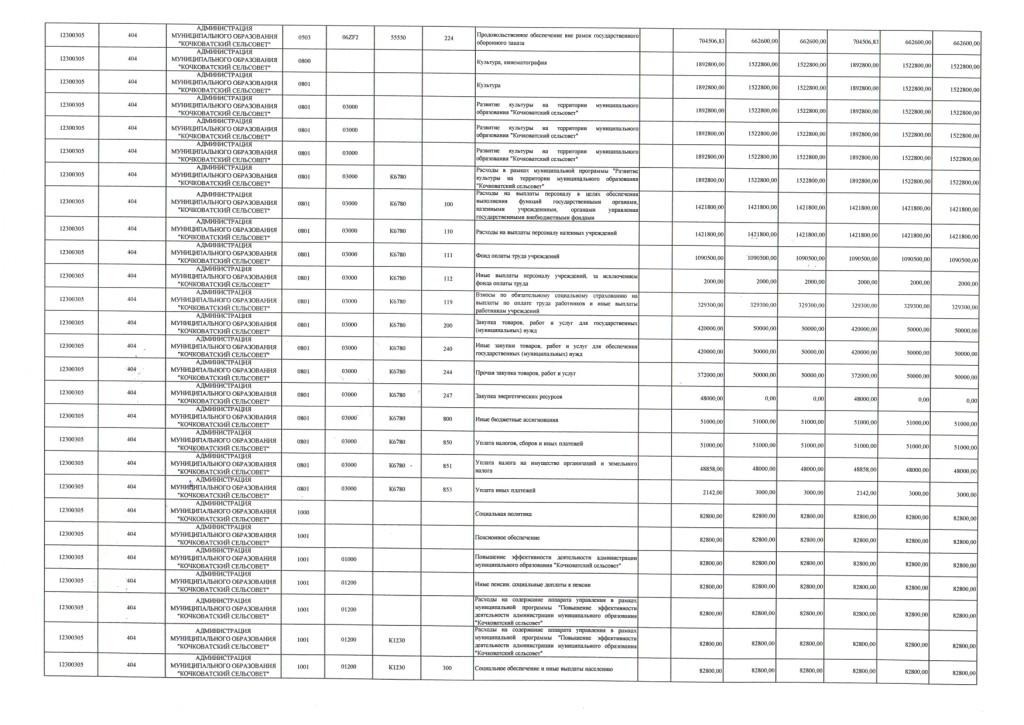 12300305 404 АДМИНИСТРАЦИЯ МУНИЦИПАЛЬНОГО ОБРАЗОВАНИЯ "КОЧКОВАТСКИЙ СЕЛЬСОВЕТ" 0503 06ZF2 55550 224 Продовольственное обеспечение вне рамок государственного оборонного заказа 704506,83 662600,00 662600,00 704506,83 662600,00 662600,00
12300305 404 АДМИНИСТРАЦИЯ МУНИЦИПАЛЬНОГО ОБРАЗОВАНИЯ "КОЧКОВАТСКИЙ СЕЛЬСОВЕТ" 0800 Культура, кинематография 1892800,00 1522800,00 1522800,00 1892800,00 1522800,00 1522800,00
12300305 404 АДМИНИСТРАЦИЯ МУНИЦИПАЛЬНОГО ОБРАЗОВАНИЯ "КОЧКОВАТСКИЙ СЕЛЬСОВЕТ" 0801 Культура 1892800,00 1522800,00 1522800,00 1892800,00 1522800,00 1522800,00
12300305 404 АДМИНИСТРАЦИЯ МУНИЦИПАЛЬНОГО ОБРАЗОВАНИЯ "КОЧКОВАТСКИЙ СЕЛЬСОВЕТ" 0801 03000 Развитие культуры на территории муниципального образования "Кочковатский сельсовет" 1892800,00 1522800,00 1522800,00 1892800,00 1522800,00 1522800,00
12300305 404 АДМИНИСТРАЦИЯ МУНИЦИПАЛЬНОГО ОБРАЗОВАНИЯ "КОЧКОВАТСКИЙ СЕЛЬСОВЕТ" 0801 03000 Развитие культуры на территории муниципального образования "Кочковатский сельсовет" 1892800,00 1522800,00 1522800,00 1892800,00 1522800,00 1522800,00
12300305 404 АДМИНИСТРАЦИЯ МУНИЦИПАЛЬНОГО ОБРАЗОВАНИЯ "КОЧКОВАТСКИЙ СЕЛЬСОВЕТ" 0801 03000 Развитие культуры на территории муниципального образования "Кочковатский сельсовет" 1892800,00 1522800,00 1522800,00 1892800,00 1522800,00 1522800,00
12300305 404 АДМИНИСТРАЦИЯ МУНИЦИПАЛЬНОГО ОБРАЗОВАНИЯ "КОЧКОВАТСКИЙ СЕЛЬСОВЕТ" 0801 03000 К6780 Расходы в рамках муниципальной программы "Развитие культуры на территории муниципального образования "Кочковатский сельсовет" 1892800,00 1522800,00 1522800,00 1892800,00 1522800,00 1522800,00
12300305 404 АДМИНИСТРАЦИЯ МУНИЦИПАЛЬНОГО ОБРАЗОВАНИЯ "КОЧКОВАТСКИЙ СЕЛЬСОВЕТ" 0801 03000 К6780 100 Расходы на выплаты персоналу в целях обеспечения выполнения функций государственными органами, казенными учреждениями, органами управления государственными внебюджетными фондами 1421800,00 1421800,00 1421800,00 1421800,00 1421800,00 1421800,00
12300305 404 АДМИНИСТРАЦИЯ МУНИЦИПАЛЬНОГО ОБРАЗОВАНИЯ "КОЧКОВАТСКИЙ СЕЛЬСОВЕТ" 0801 03000 К6780 110 Расходы на выплаты персоналу казенных учреждений 1421800,00 1421800,00 1421800,00 1421800,00 1421800,00 1421800,00
12300305 404 АДМИНИСТРАЦИЯ МУНИЦИПАЛЬНОГО ОБРАЗОВАНИЯ "КОЧКОВАТСКИЙ СЕЛЬСОВЕТ" 0801 03000 К6780 111 Фонд оплаты труда учреждений 1090500,00 1090500,00 1090500,00 1090500,00 1090500,00 1090500,00
12300305 404 АДМИНИСТРАЦИЯ МУНИЦИПАЛЬНОГО ОБРАЗОВАНИЯ "КОЧКОВАТСКИЙ СЕЛЬСОВЕТ" 0801 03000 К6780 112 Иные выплаты персоналу учреждений, за исключением фонда оплаты труда 2000,00 2000,00 2000,00 2000,00 2000,00 2000,00
12300305 404 АДМИНИСТРАЦИЯ МУНИЦИПАЛЬНОГО ОБРАЗОВАНИЯ "КОЧКОВАТСКИЙ СЕЛЬСОВЕТ" 0801 03000 К6780 119 Взносы по обязательному социальному страхованию на выплаты по оплате труда работников и иные выплаты работникам учреждений 329300,00 329300,00 329300,00 329300,00 329300,00 329300,00
12300305 404 АДМИНИСТРАЦИЯ МУНИЦИПАЛЬНОГО ОБРАЗОВАНИЯ "КОЧКОВАТСКИЙ СЕЛЬСОВЕТ" 0801 03000 К6780 200 Закупка товаров, работ и услуг для государственных (муниципальных) нужд 420000,00 50000,00 50000,00 420000,00 50000,00 50000,00
12300305 404 АДМИНИСТРАЦИЯ МУНИЦИПАЛЬНОГО ОБРАЗОВАНИЯ "КОЧКОВАТСКИЙ СЕЛЬСОВЕТ" 0801 03000 К6780 240 Иные закупки товаров, работ и услуг для обеспечения государственных (муниципальных) нужд 420000,00 50000,00 50000,00 420000,00 50000,00 50000,00
12300305 404 АДМИНИСТРАЦИЯ МУНИЦИПАЛЬНОГО ОБРАЗОВАНИЯ "КОЧКОВАТСКИЙ СЕЛЬСОВЕТ" 0801 03000 К6780 244 Прочая закупка товаров, работ и услуг 372000,00 50000,00 50000,00 372000,00 50000,00 50000,00
12300305 404 АДМИНИСТРАЦИЯ МУНИЦИПАЛЬНОГО ОБРАЗОВАНИЯ "КОЧКОВАТСКИЙ СЕЛЬСОВЕТ" 0801 03000 К6780 247 Закупка энергетических ресурсов 48000,00 0,00 0,00 48000,00 0,00 0,00
12300305 404 АДМИНИСТРАЦИЯ МУНИЦИПАЛЬНОГО ОБРАЗОВАНИЯ "КОЧКОВАТСКИЙ СЕЛЬСОВЕТ" 0801 03000 К6780 800 Иные бюджетные ассигнования 51000,00 51000,00 51000,00 51000,00 51000,00 51000,00
12300305 404 АДМИНИСТРАЦИЯ МУНИЦИПАЛЬНОГО ОБРАЗОВАНИЯ "КОЧКОВАТСКИЙ СЕЛЬСОВЕТ" 0801 03000 К6780 850 Уплата налогов, сборов и иных платежей 51000,00 51000,00 51000,00 51000,00 51000,00 51000,00
12300305 404 АДМИНИСТРАЦИЯ МУНИЦИПАЛЬНОГО ОБРАЗОВАНИЯ "КОЧКОВАТСКИЙ СЕЛЬСОВЕТ" 0801 03000 К6780 851 Уплата налога на имущество организаций и земельного налога 48858,00 48000,00 48000,00 48858,00 48000,00 48000,00
12300305 404 АДМИНИСТРАЦИЯ МУНИЦИПАЛЬНОГО ОБРАЗОВАНИЯ "КОЧКОВАТСКИЙ СЕЛЬСОВЕТ" 0801 03000 К6780 853 Уплата иных платежей 2142,00 3000,00 3000,00 2142,00 3000,00 3000,00
12300305 404 АДМИНИСТРАЦИЯ МУНИЦИПАЛЬНОГО ОБРАЗОВАНИЯ "КОЧКОВАТСКИЙ СЕЛЬСОВЕТ" 1000 Социальная политика 82800,00 82800,00 82800,00 82800,00 82800,00 82800,00
12300305 404 АДМИНИСТРАЦИЯ МУНИЦИПАЛЬНОГО ОБРАЗОВАНИЯ "КОЧКОВАТСКИЙ СЕЛЬСОВЕТ" 1001 Пенсионное обеспечение 82800,00 82800,00 82800,00 82800,00 82800,00 82800,00
12300305 404 АДМИНИСТРАЦИЯ МУНИЦИПАЛЬНОГО ОБРАЗОВАНИЯ "КОЧКОВАТСКИЙ СЕЛЬСОВЕТ" 1001 01000 Повышение эффективности деятельности администрации муниципального образования "Кочковатский сельсовет" 82800,00 82800,00 82800,00 82800,00 82800,00 82800,00
12300305 404 АДМИНИСТРАЦИЯ МУНИЦИПАЛЬНОГО ОБРАЗОВАНИЯ "КОЧКОВАТСКИЙ СЕЛЬСОВЕТ" 1001 01200 Иные пенсии социальные доплаты к пенсии 82800,00 82800,00 82800,00 82800,00 82800,00 82800,00
12300305 404 АДМИНИСТРАЦИЯ МУНИЦИПАЛЬНОГО ОБРАЗОВАНИЯ "КОЧКОВАТСКИЙ СЕЛЬСОВЕТ" 1001 01200 Расходы на содержание аппарата управления в рамках муниципальной программы "Повышение эффективности деятельности администрации муниципального образования "Кочковатский сельсовет" 82800,00 82800,00 82800,00 82800,00 82800,00 82800,00
12300305 404 АДМИНИСТРАЦИЯ МУНИЦИПАЛЬНОГО ОБРАЗОВАНИЯ "КОЧКОВАТСКИЙ СЕЛЬСОВЕТ" 1001 01200 К1230 Расходы на содержание аппарата управления в рамках муниципальной программы "Повышение эффективности деятельности администрации муниципального образования "Кочковатский сельсовет" 82800,00 82800,00 82800,00 82800,00 82800,00 82800,00
12300305 404 АДМИНИСТРАЦИЯ МУНИЦИПАЛЬНОГО ОБРАЗОВАНИЯ "КОЧКОВАТСКИЙ СЕЛЬСОВЕТ" 1001 01200 К1230 300 Социальное обеспечение и иные выплаты населению 82800,00 82800,00 82800,00 82800,00 82800,00 82800,00